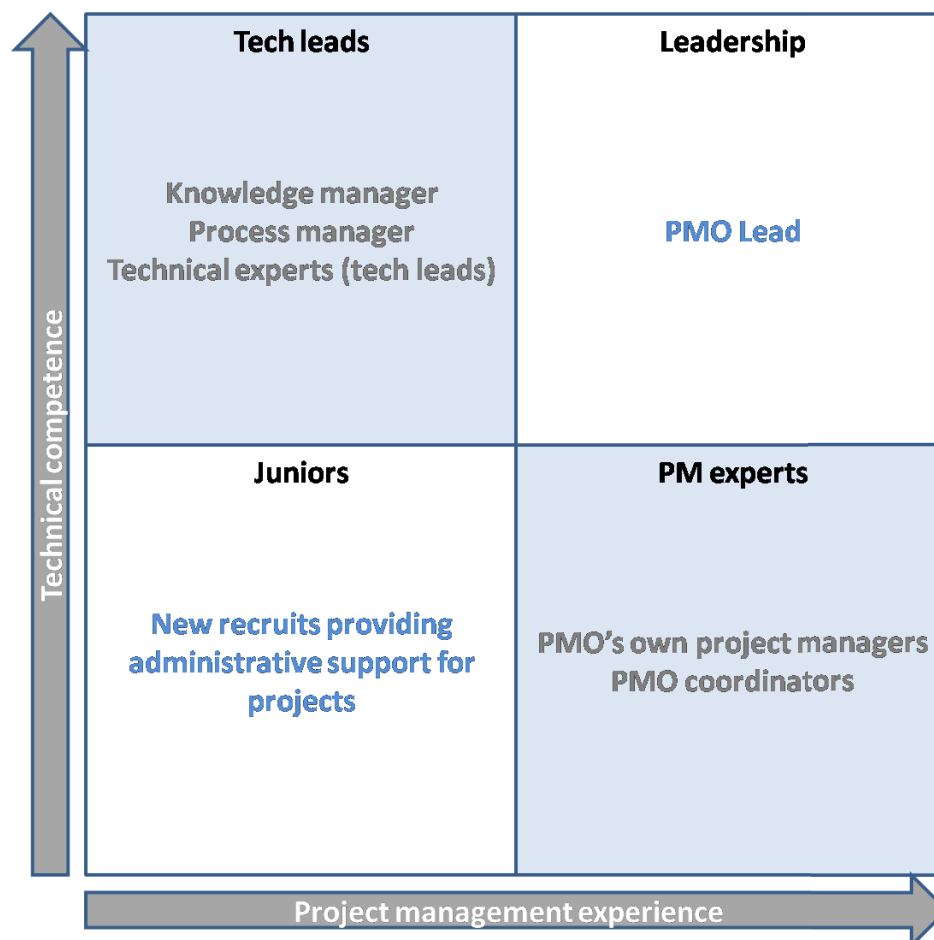 Tech leads
Leadership
Knowledge manager
Process manager
Technical experts (tech leads)
PMO Lead
Technical competence
Juniors
PM experts
New recruits providing
administrative support for
projects
PMO’s own project managers
PMO coordinators
Project management experience